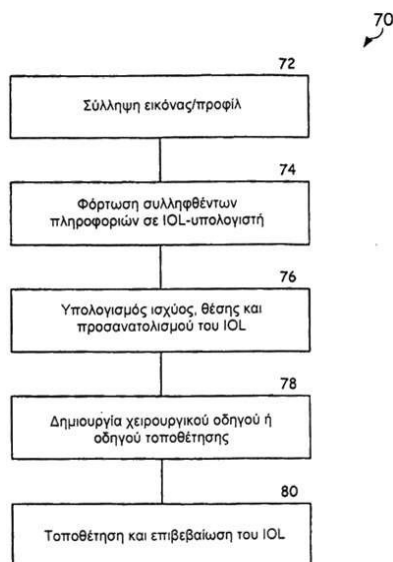 70
72
Σύλληψη εικόνας/προφίλ
74
Φόρτωση συλληφθέντων
πληροφοριών σε IOL-υπολογιστή
76
Υπολογισμός ισχύος, θέσης και
προσανατολισμού του IOL
78
Δημιουργία χειρουργικού οδηγού ή
οδηγού τοποθέτησης
80
Τοποθέτηση και επιβεβαίωση του IOL